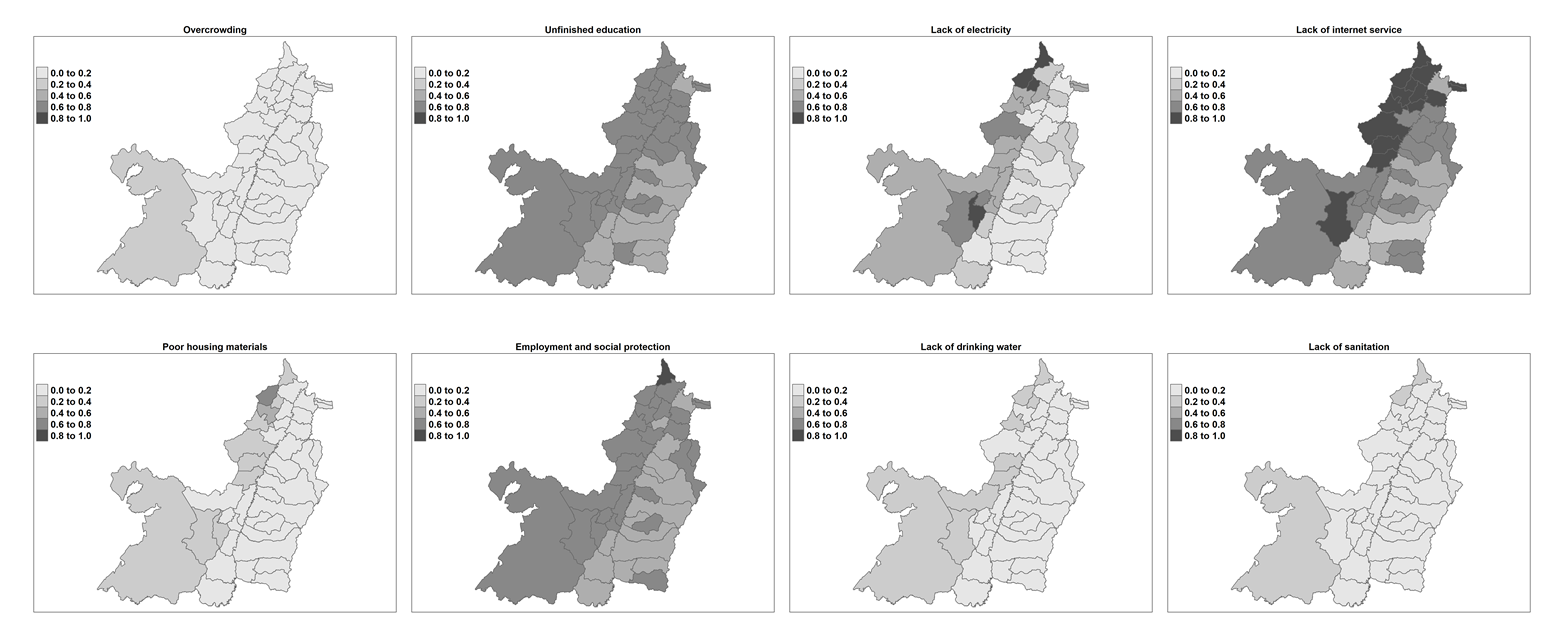 Overcrowding
0.0 to 0.2
0.2 to 0.4
0.4 to 0.6
0.6 to 0.8
0.8 to 1.0
Unfinished education
0.0 to 0.2
0.2 to 0.4
0.4 to 0.6
0.6 to 0.8
0.8 to 1.0
Lack of electricity
0.0 to 0.2
0.2 to 0.4
0.4 to 0.6
0.6 to 0.8
0.8 to 1.0
Lack of internet service
0.0 to 0.2
0.2 to 0.4
0.4 to 0.6
0.6 to 0.8
0.8 to 1.0
Poor housing materials
0.0 to 0.2
0.2 to 0.4
0.4 to 0.6
0.6 to 0.8
0.8 to 1.0
Employment and social protection
0.0 to 0.2
0.2 to 0.4
0.4 to 0.6
0.6 to 0.8
0.8 to 1.0
Lack of drinking water
0.0 to 0.2
0.2 to 0.4
0.4 to 0.6
0.6 to 0.8
0.8 to 1.0
Lack of sanitation
0.0 to 0.2
0.2 to 0.4
0.4 to 0.6
0.6 to 0.8
0.8 to 1.0